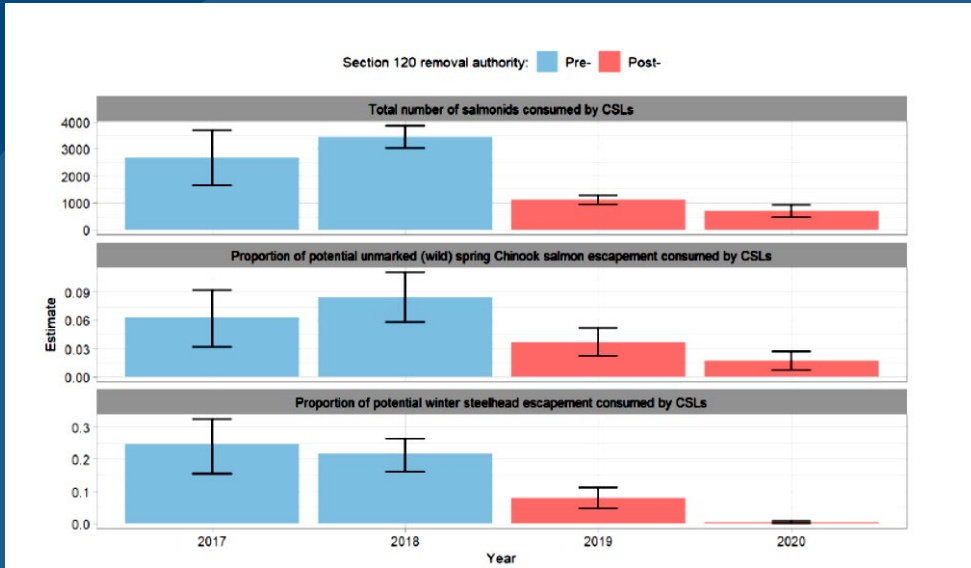 Section 120 removal authority: Pre- Post-
Total number of salmonids consumed by CSLs
4000
3000
2000
1000
0
Proportion of potential unmarked (wild) spring Chinook salmon escapement consumed by CSLs
0.09
0.06
0.03
0.00
Estimate
Proportion of potential winter steelhead escapement consumed by CSLs
0.3
0.2
0.1
0.0
2017 2018 2019 2020
Year